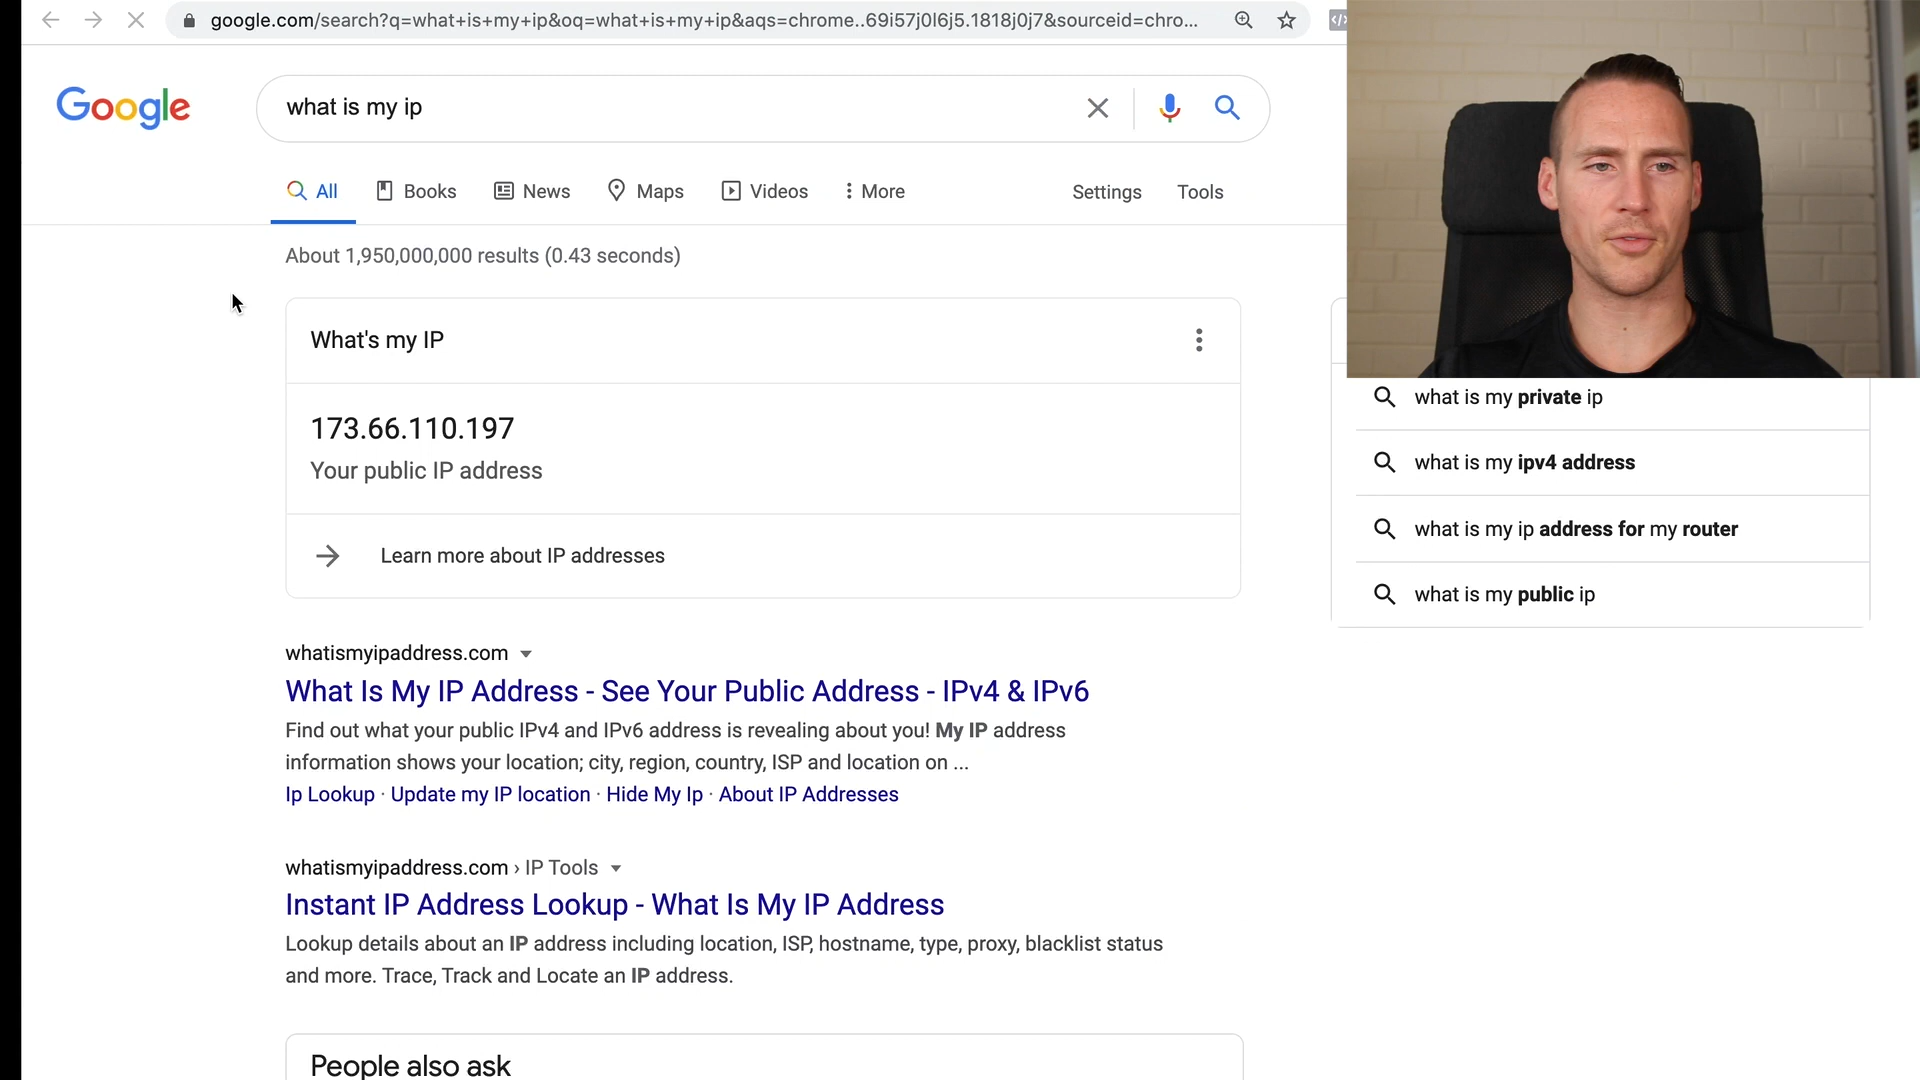 google.com/search?q=what+is+my+ip&oq=what+is+my+ip&aqs=chrome..69i57j0l6j5.1818j0j7&sourceid=chro...
Google
what is my ip
All
Books
News
Maps
Videos
More
Settings
Tools
About 1,950,000,000 results (0.43 seconds)
What's my IP
173.66.110.197
Your public IP address
Learn more about IP addresses
whatismyipaddress.com
What Is My IP Address - See Your Public Address - IPv4 & IPv6
Find out what your public IPv4 and IPv6 address is revealing about you! My IP address
information shows your location; city, region, country, ISP and location on ...
Ip Lookup · Update my IP location · Hide My Ip · About IP Addresses
whatismyipaddress.com › IP Tools
Instant IP Address Lookup - What Is My IP Address
Lookup details about an IP address including location, ISP, hostname, type, proxy, blacklist status
and more. Trace, Track and Locate an IP address.
People also ask
what is my private ip
what is my ipv4 address
what is my ip address for my router
what is my public ip